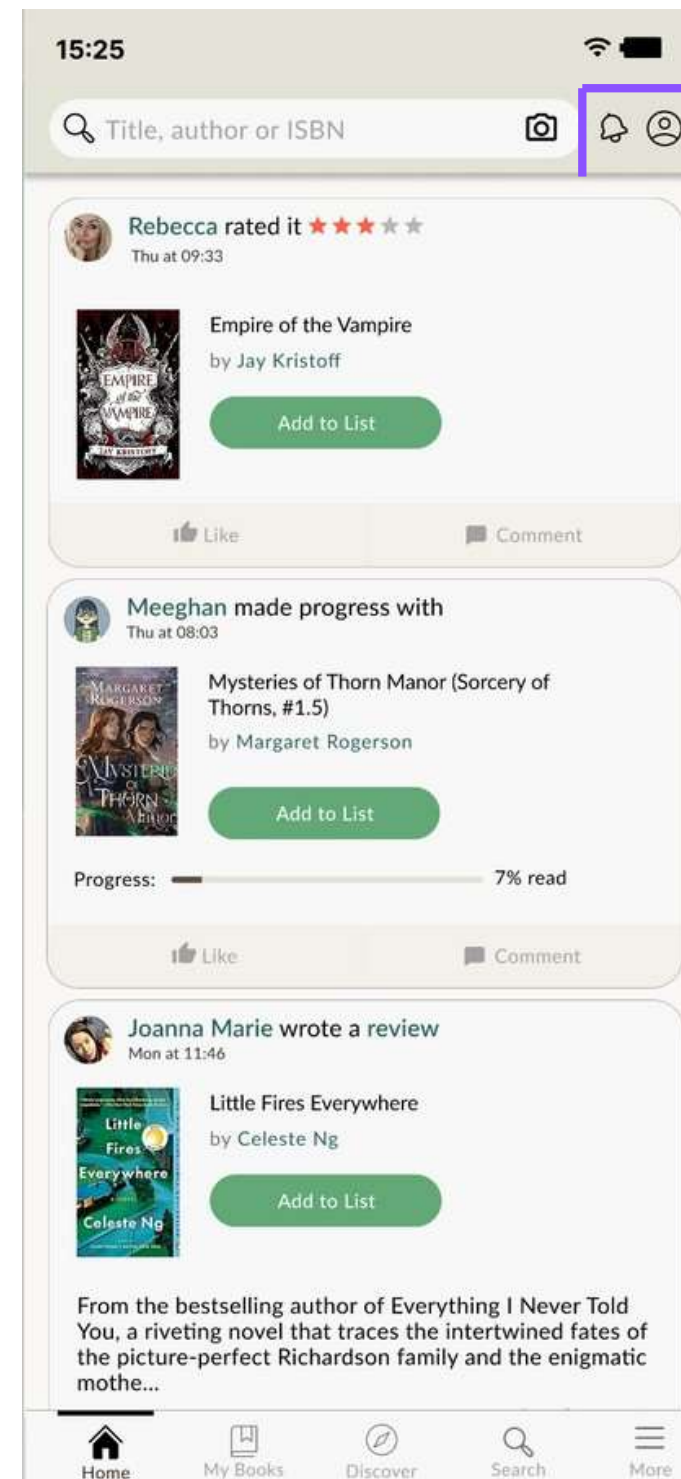 15:25
Title, author or ISBN
Rebecca rated it
Thu at 09:33
EMPIRE
of the
VAMPIRE
JAY KRISTOFF
Empire of the Vampire
by Jay Kristoff
Add to List
Like
Comment
Meeghan made progress with
Thu at 08:03
MARGARET
ROGERSON
MYSTERIES
OF
THORN
Manor
Mysteries of Thorn Manor (Sorcery of
Thorns, #1.5)
by Margaret Rogerson
Add to List
Progress:
7% read
Like
Comment
Joanna Marie wrote a review
Mon at 11:46
Little
Fires
Everywhere
Celeste Ng
Little Fires Everywhere
by Celeste Ng
Add to List
From the bestselling author of Everything I Never Told
You, a riveting novel that traces the intertwined fates of
the picture-perfect Richardson family and the enigmatic
mothe...
Home
My Books
Discover
Search
More